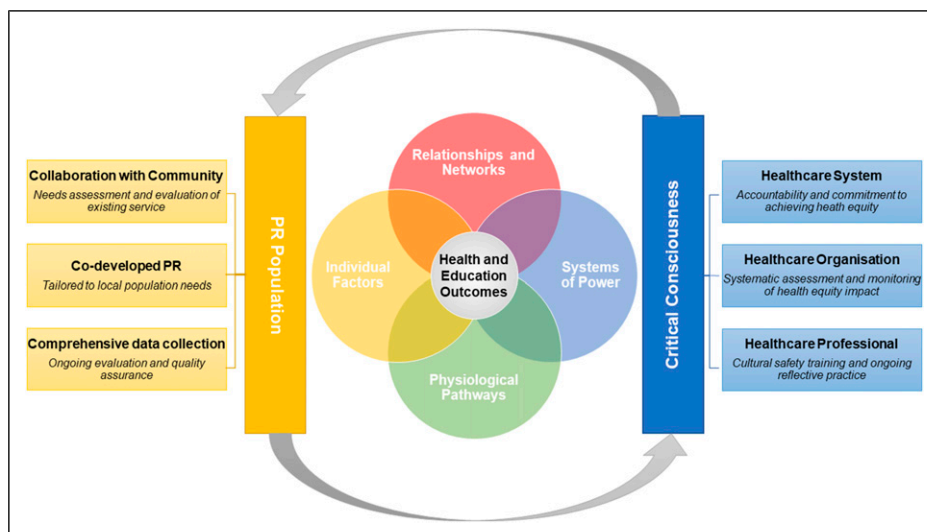 Collaboration with Community
Needs assessment and evaluation of
existing service
Co-developed PR
Tailored to local population needs
Comprehensive data collection
Ongoing evaluation and quality
assurance
PR Population
Relationships and
Networks
Individual
Factors
Health and
Education
Outcomes
Systems
of Power
Physiological
Pathways
Critical Consciousness
Healthcare System
Accountability and commitment to
achieving heath equity
Healthcare Organisation
Systematic assessment and monitoring
of health equity impact
Healthcare Professional
Cultural safety training and ongoing
reflective practice